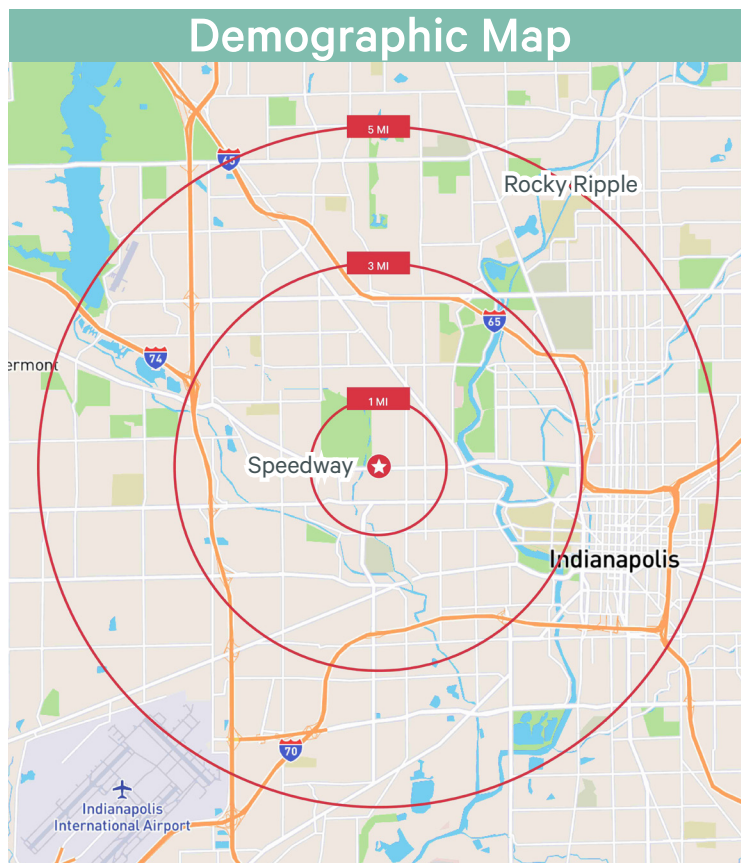 Demographic Map
5 MI
65
Rocky Ripple
3 MI
65
74
ermont
1 MI
Speedway
Indianapolis
70
Indianapolis
International Airport